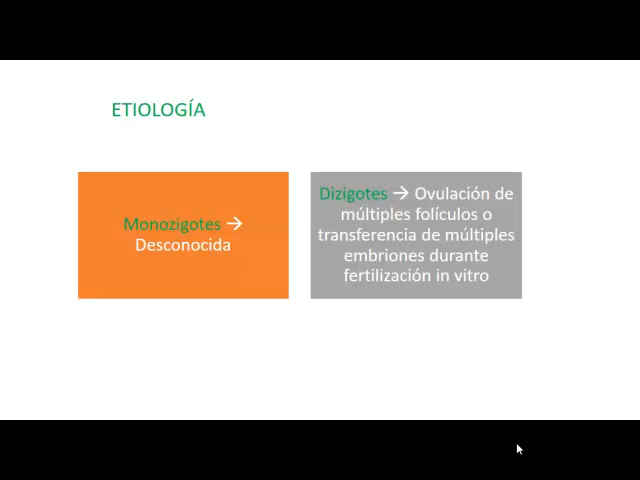 ETIOLOGÍA
Monozigotes →
Desconocida
Dizigotes → Ovulación de
múltiples folículos o
transferencia de múltiples
embriones durante
fertilización in vitro